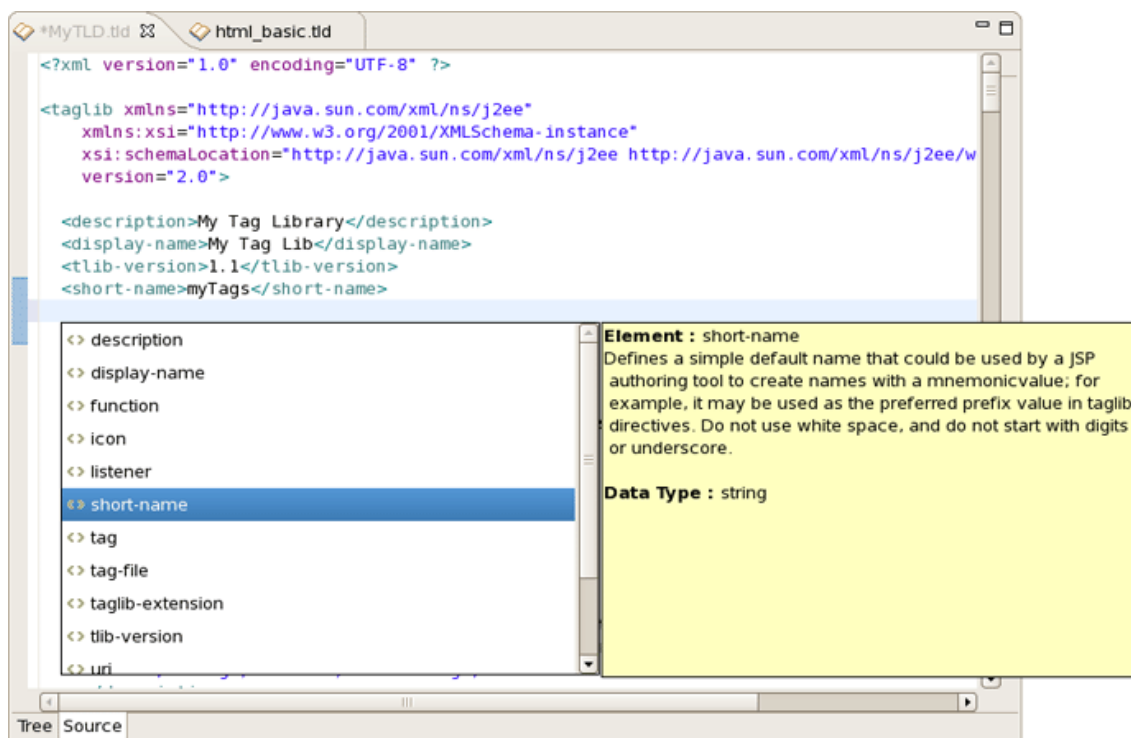 *MyTLD.tld html_basic.tld
<?xml version="1.0" encoding="UTF-8" ?>
<taglib xmlns="http://java.sun.com/xml/ns/j2ee"
xmlns:xsi="http://www.w3.org/2001/XMLSchema-instance"
xsi:schemaLocation="http://java.sun.com/xml/ns/j2ee http://java.sun.com/xml/ns/j2ee/w
version="2.0">
<description>My Tag Library</description>
<display-name>My Tag Lib</display-name>
<tlib-version>1.1</tlib-version>
<short-name>myTags</short-name>
<> description
<> display-name
<> function
<> icon
<> listener
<> short-name
<> tag
<> tag-file
<> taglib-extension
<> tlib-version
<> uri
Element : short-name
Defines a simple default name that could be used by a JSP
authoring tool to create names with a mnemonicvalue; for
example, it may be used as the preferred prefix value in taglib
directives. Do not use white space, and do not start with digits
or underscore.
Data Type : string
Tree Source